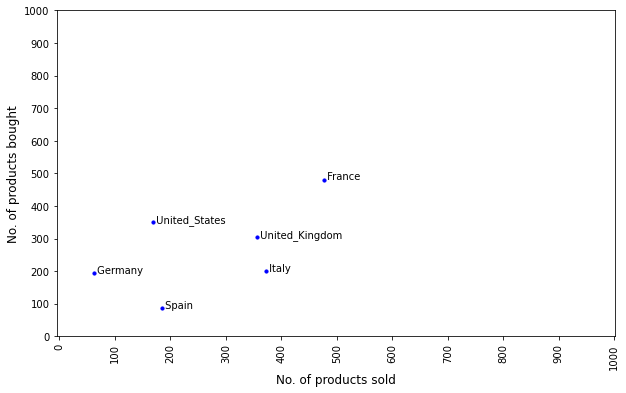 1000
900
800
700
600
500
400
300
200
100
0
No. of products bought
France
United_States
United_Kingdom
Italy
Germany
Spain
0
100
200
300
400
500
600
700
800
900
1000
No. of products sold